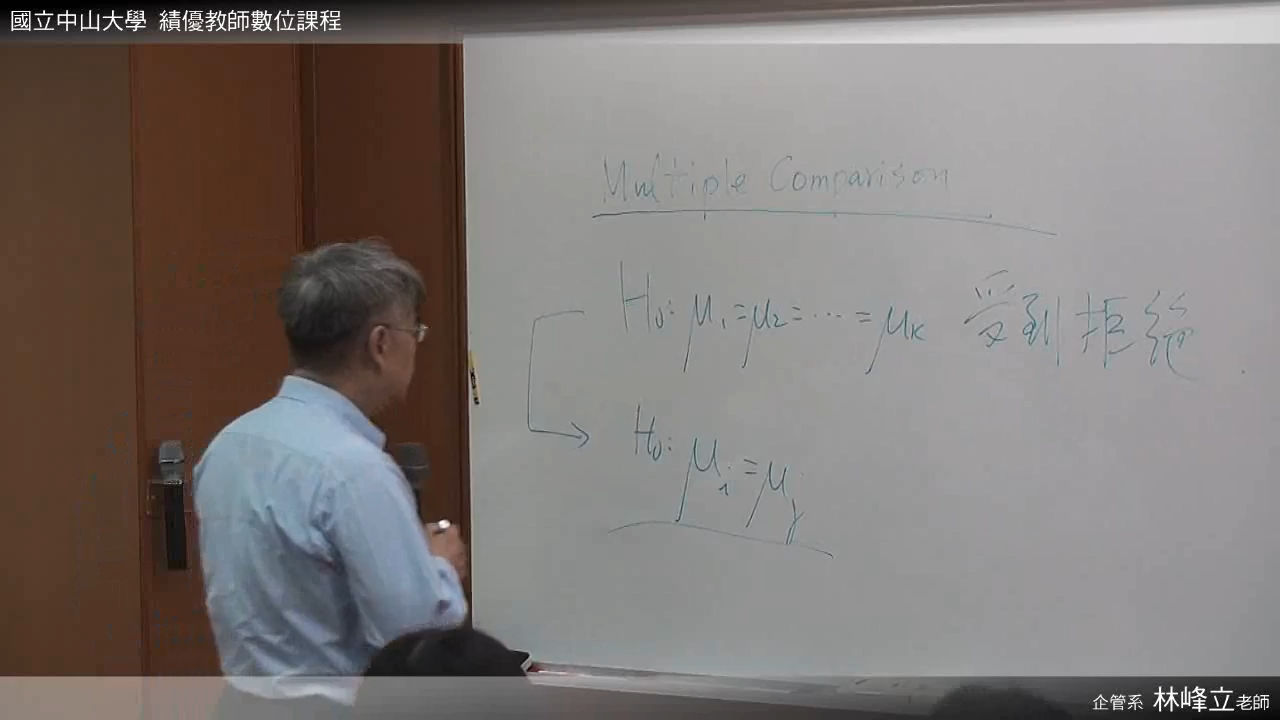 國立中山大學 績優教師數位課程
Multiple Comparison
H₀: μ₁=μ₂=⋯=μₖ 受到拒絕
H₀: μᵢ=μⱼ
企管系 林峰立老師